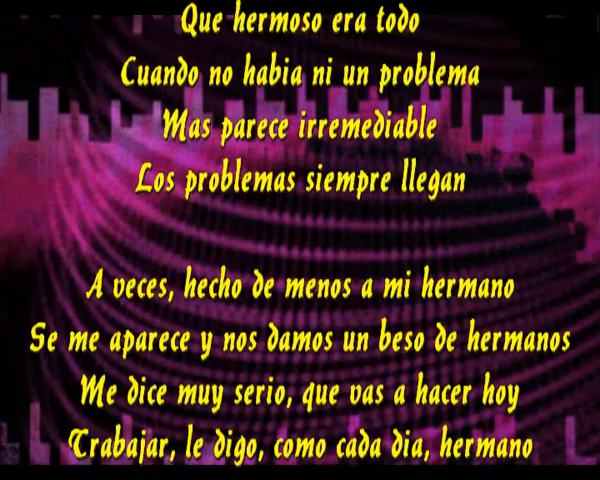 Que hermoso era todo
Cuando no habia ni un problema
Mas parece irremediable
Los problemas siempre llegan
A veces, hecho de menos a mi hermano
Se me aparece y nos damos un beso de hermanos
Me dice muy serio, que vas a hacer hoy
Trabajar, le digo, como cada dia, hermano